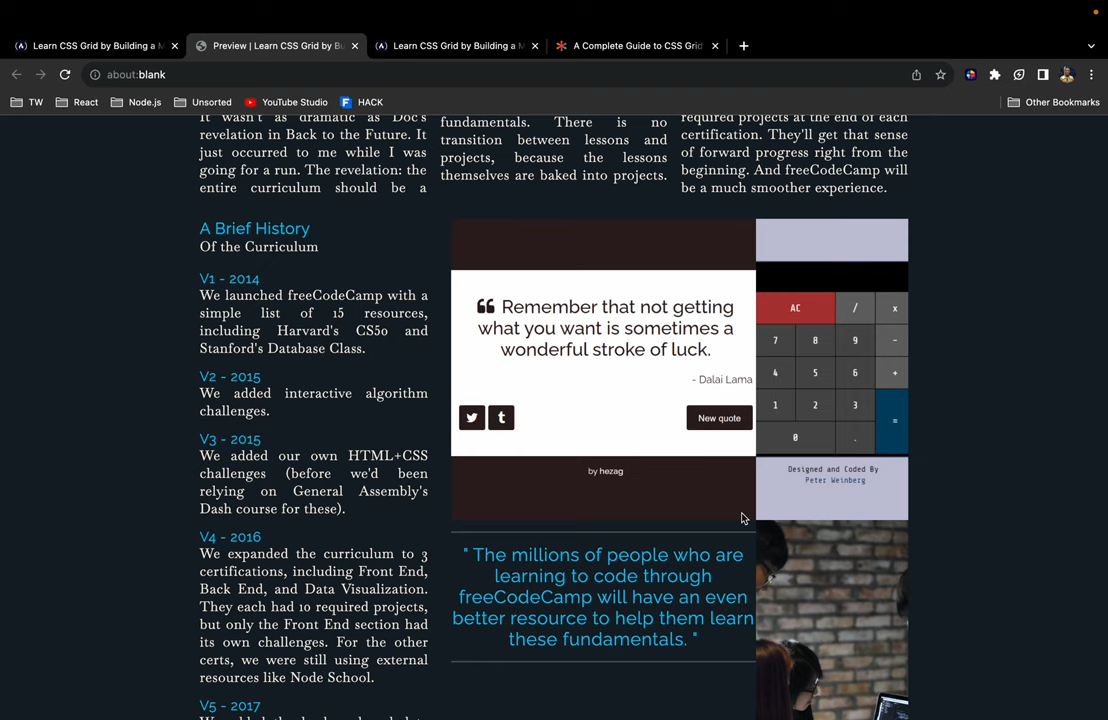 Learn CSS Grid by Building a M
Preview | Learn CSS Grid by Bu
Learn CSS Grid by Building a M
A Complete Guide to CSS Grid
about:blank
TW
React
Node.js
Unsorted
YouTube Studio
HACK
Other Bookmarks
It wasn't as dramatic as Doc's
revelation in Back to the Future. It
just occurred to me while I was
going for a run. The revelation: the
entire curriculum should be a
fundamentals. There is no
transition between lessons and
projects, because the lessons
themselves are baked into projects.
required projects at the end of each
certification. They'll get that sense
of forward progress right from the
beginning. And freeCodeCamp will
be a much smoother experience.
A Brief History
Of the Curriculum
V1 - 2014
We launched freeCodeCamp with a
simple list of 15 resources,
including Harvard's CS50 and
Stanford's Database Class.
V2 - 2015
We added interactive algorithm
challenges.
V3 - 2015
We added our own HTML+CSS
challenges (before we'd been
relying on General Assembly's
Dash course for these).
V4 - 2016
We expanded the curriculum to 3
certifications, including Front End,
Back End, and Data Visualization.
They each had 10 required projects,
but only the Front End section had
its own challenges. For the other
certs, we were still using external
resources like Node School.
V5 - 2017
❝ Remember that not getting
what you want is sometimes a
wonderful stroke of luck.
- Dalai Lama
New quote
by hezag
AC / x
7 8 9 -
4 5 6 +
1 2 3 =
0 .
Designed and Coded By
Peter Weinberg
" The millions of people who are
learning to code through
freeCodeCamp will have an even
better resource to help them learn
these fundamentals. "